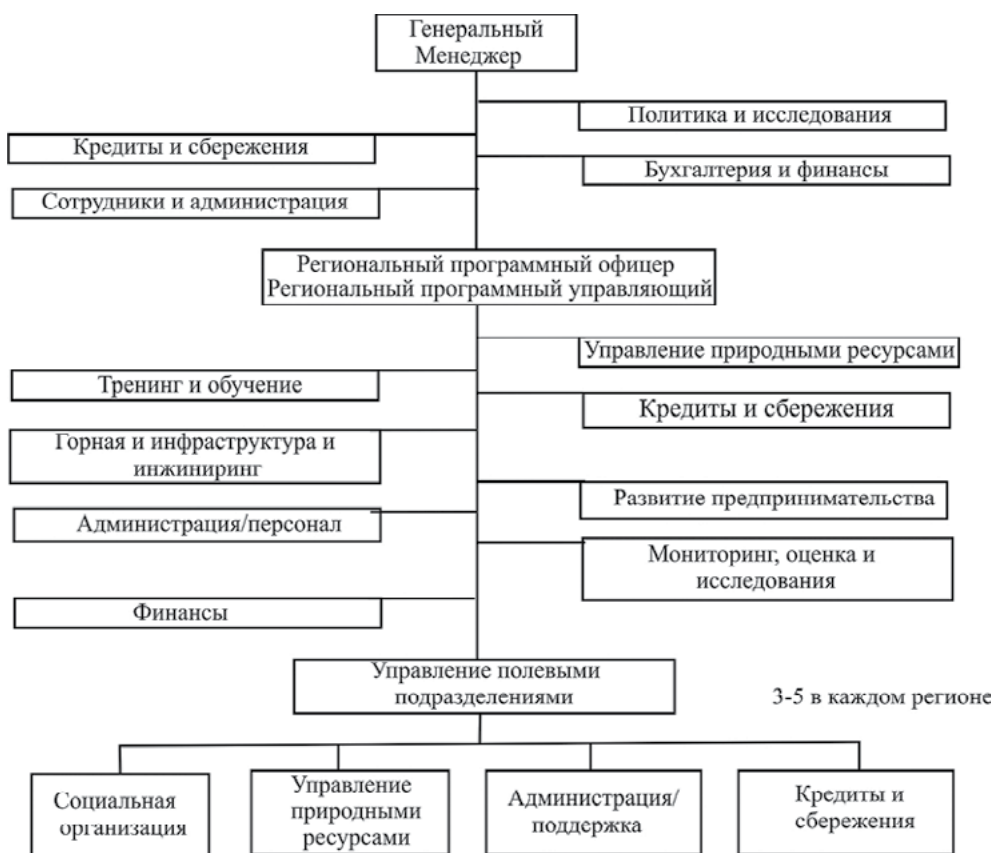 Генеральный
Менеджер
Политика и исследования
Кредиты и сбережения
Бухгалтерия и финансы
Сотрудники и администрация
Региональный программный офицер
Региональный программный управляющий
Управление природными ресурсами
Тренинг и обучение
Кредиты и сбережения
Горная и инфраструктура и
инжиниринг
Развитие предпринимательства
Администрация/персонал
Мониторинг, оценка и
исследования
Финансы
Управление полевыми
подразделениями
3-5 в каждом регионе
Социальная
организация
Управление
природными
ресурсами
Администрация/
поддержка
Кредиты и
сбережения